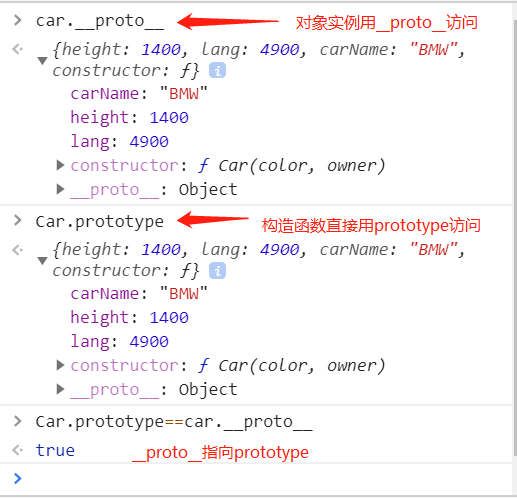 car.__proto__ 对象实例用__proto__访问
{height: 1400, lang: 4900, carName: "BMW",
constructor: ƒ} i
carName: "BMW"
height: 1400
lang: 4900
constructor: ƒ Car(color, owner)
__proto__: Object
Car.prototype 构造函数直接用prototype访问
{height: 1400, lang: 4900, carName: "BMW",
constructor: ƒ} i
carName: "BMW"
height: 1400
lang: 4900
constructor: ƒ Car(color, owner)
__proto__: Object
Car.prototype==car.__proto__
true __proto__指向prototype